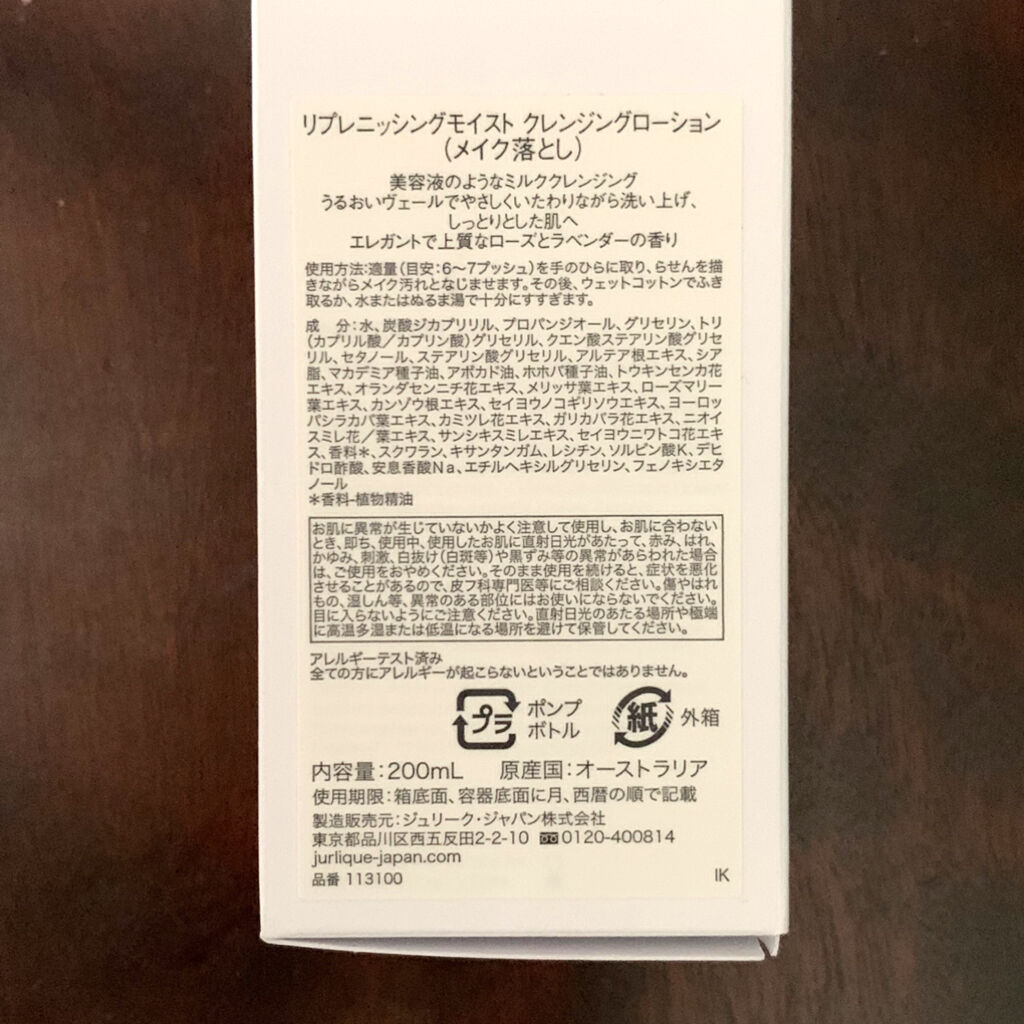 リプレニッシングモイスト クレンジングローション
(メイク落とし)
美容液のようなミルククレンジング
うるおいヴェールでやさしくいたわりながら洗い上げ、
しっとりとした肌へ
エレガントで上質なローズとラベンダーの香り
使用方法:適量(目安:6〜7プッシュ)を手のひらに取り、らせんを描
きながらメイク汚れとなじませます。その後、ウェットコットンでふき
取るか、水またはぬるま湯で十分にすすぎます。
成 分:水、炭酸ジカプリリル、プロパンジオール、グリセリン、トリ
(カプリル酸/カプリン酸)グリセリル、クエン酸ステアリン酸グリセ
リル、セタノール、ステアリン酸グリセリル、アルテア根エキス、シア
脂、マカデミア種子油、アボカド油、ホホバ種子油、トウキンセンカ花
エキス、オランダセンニチ花エキス、メリッサ葉エキス、ローズマリー
葉エキス、カンゾウ根エキス、セイヨウノコギリソウエキス、ヨーロッ
パシラカバ葉エキス、カミツレ花エキス、ガリカバラ花エキス、ニオイ
スミレ花/葉エキス、サンシキスミレエキス、セイヨウニワトコ花エキ
ス、香料*、スクワラン、キサンタンガム、レシチン、ソルビン酸K、デヒ
ドロ酢酸、安息香酸Na、エチルヘキシルグリセリン、フェノキシエタ
ノール
*香料-植物精油
お肌に異常が生じていないかよく注意して使用し、お肌に合わない
とき、即ち、使用中、使用したお肌に直射日光があたって、赤み、はれ、
かゆみ、刺激、白抜け(白斑等)や黒ずみ等の異常があらわれた場合
は、ご使用をおやめください。そのまま使用を続けると、症状を悪化
させることがあるので、皮フ科専門医等にご相談ください。傷やはれ
もの、湿しん等、異常のある部位にはお使いにならないでください。
目に入らないようにご注意ください。直射日光のあたる場所や極端
に高温多湿または低温になる場所を避けて保管してください。
アレルギーテスト済み
全ての方にアレルギーが起こらないということではありません。
プラ ポンプ 紙 外箱
ボトル
内容量:200mL 原産国:オーストラリア
使用期限:箱底面、容器底面に月、西暦の順で記載
製造販売元:ジュリーク・ジャパン株式会社
東京都品川区西五反田2-2-10 0120-400814
jurlique-japan.com
品番 113100 IK